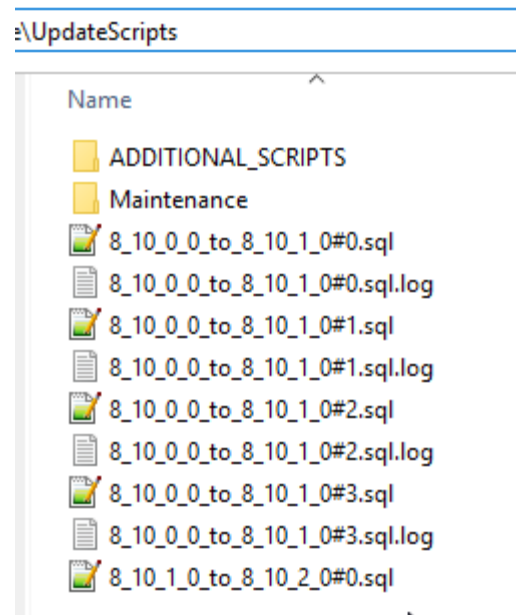 e\UpdateScripts
Name
ADDITIONAL_SCRIPTS
Maintenance
8_10_0_0_to_8_10_1_0#0.sql
8_10_0_0_to_8_10_1_0#0.sql.log
8_10_0_0_to_8_10_1_0#1.sql
8_10_0_0_to_8_10_1_0#1.sql.log
8_10_0_0_to_8_10_1_0#2.sql
8_10_0_0_to_8_10_1_0#2.sql.log
8_10_0_0_to_8_10_1_0#3.sql
8_10_0_0_to_8_10_1_0#3.sql.log
8_10_1_0_to_8_10_2_0#0.sql